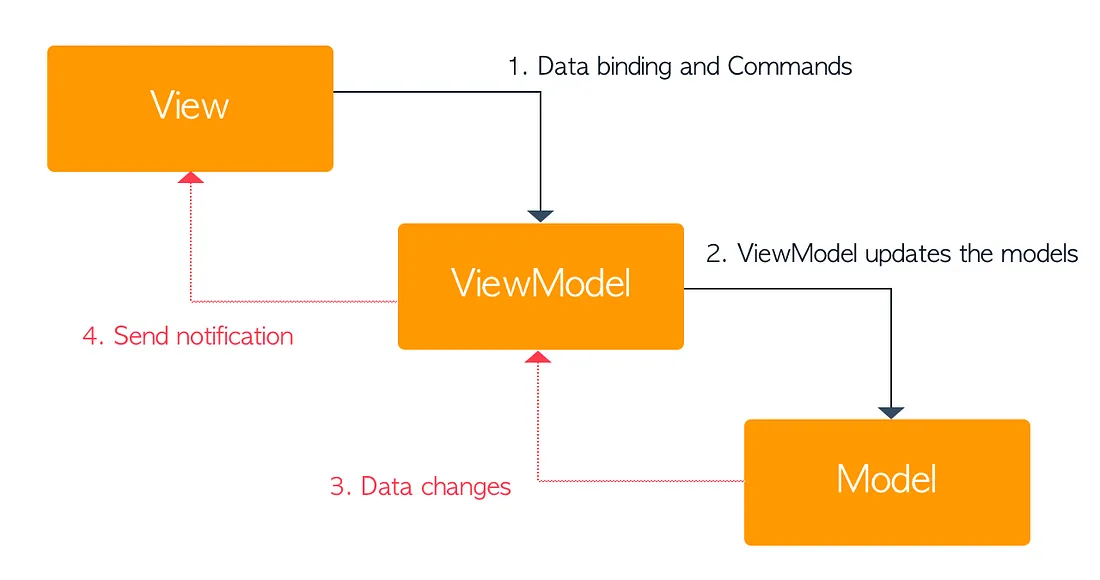 View
1. Data binding and Commands
ViewModel
2. ViewModel updates the models
4. Send notification
3. Data changes
Model